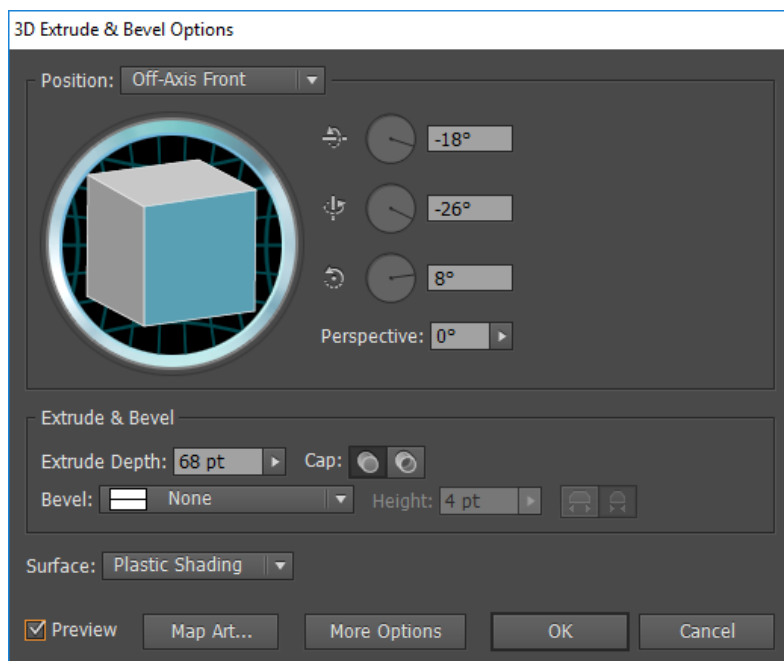 3D Extrude & Bevel Options
Position: Off-Axis Front
-18°
-26°
8°
Perspective: 0°
Extrude & Bevel
Extrude Depth: 68 pt Cap:
Bevel: None Height: 4 pt
Surface: Plastic Shading
Preview Map Art... More Options OK Cancel